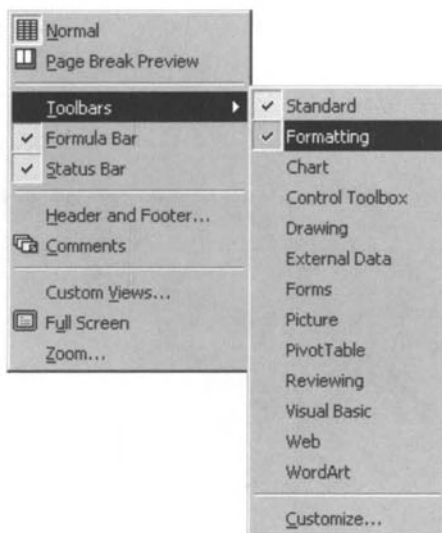 Normal
Page Break Preview
Toolbars
Formula Bar
Status Bar
Header and Footer...
Comments
Custom Views...
Full Screen
Zoom...
Standard
Formatting
Chart
Control Toolbox
Drawing
External Data
Forms
Picture
PivotTable
Reviewing
Visual Basic
Web
WordArt
Customize...